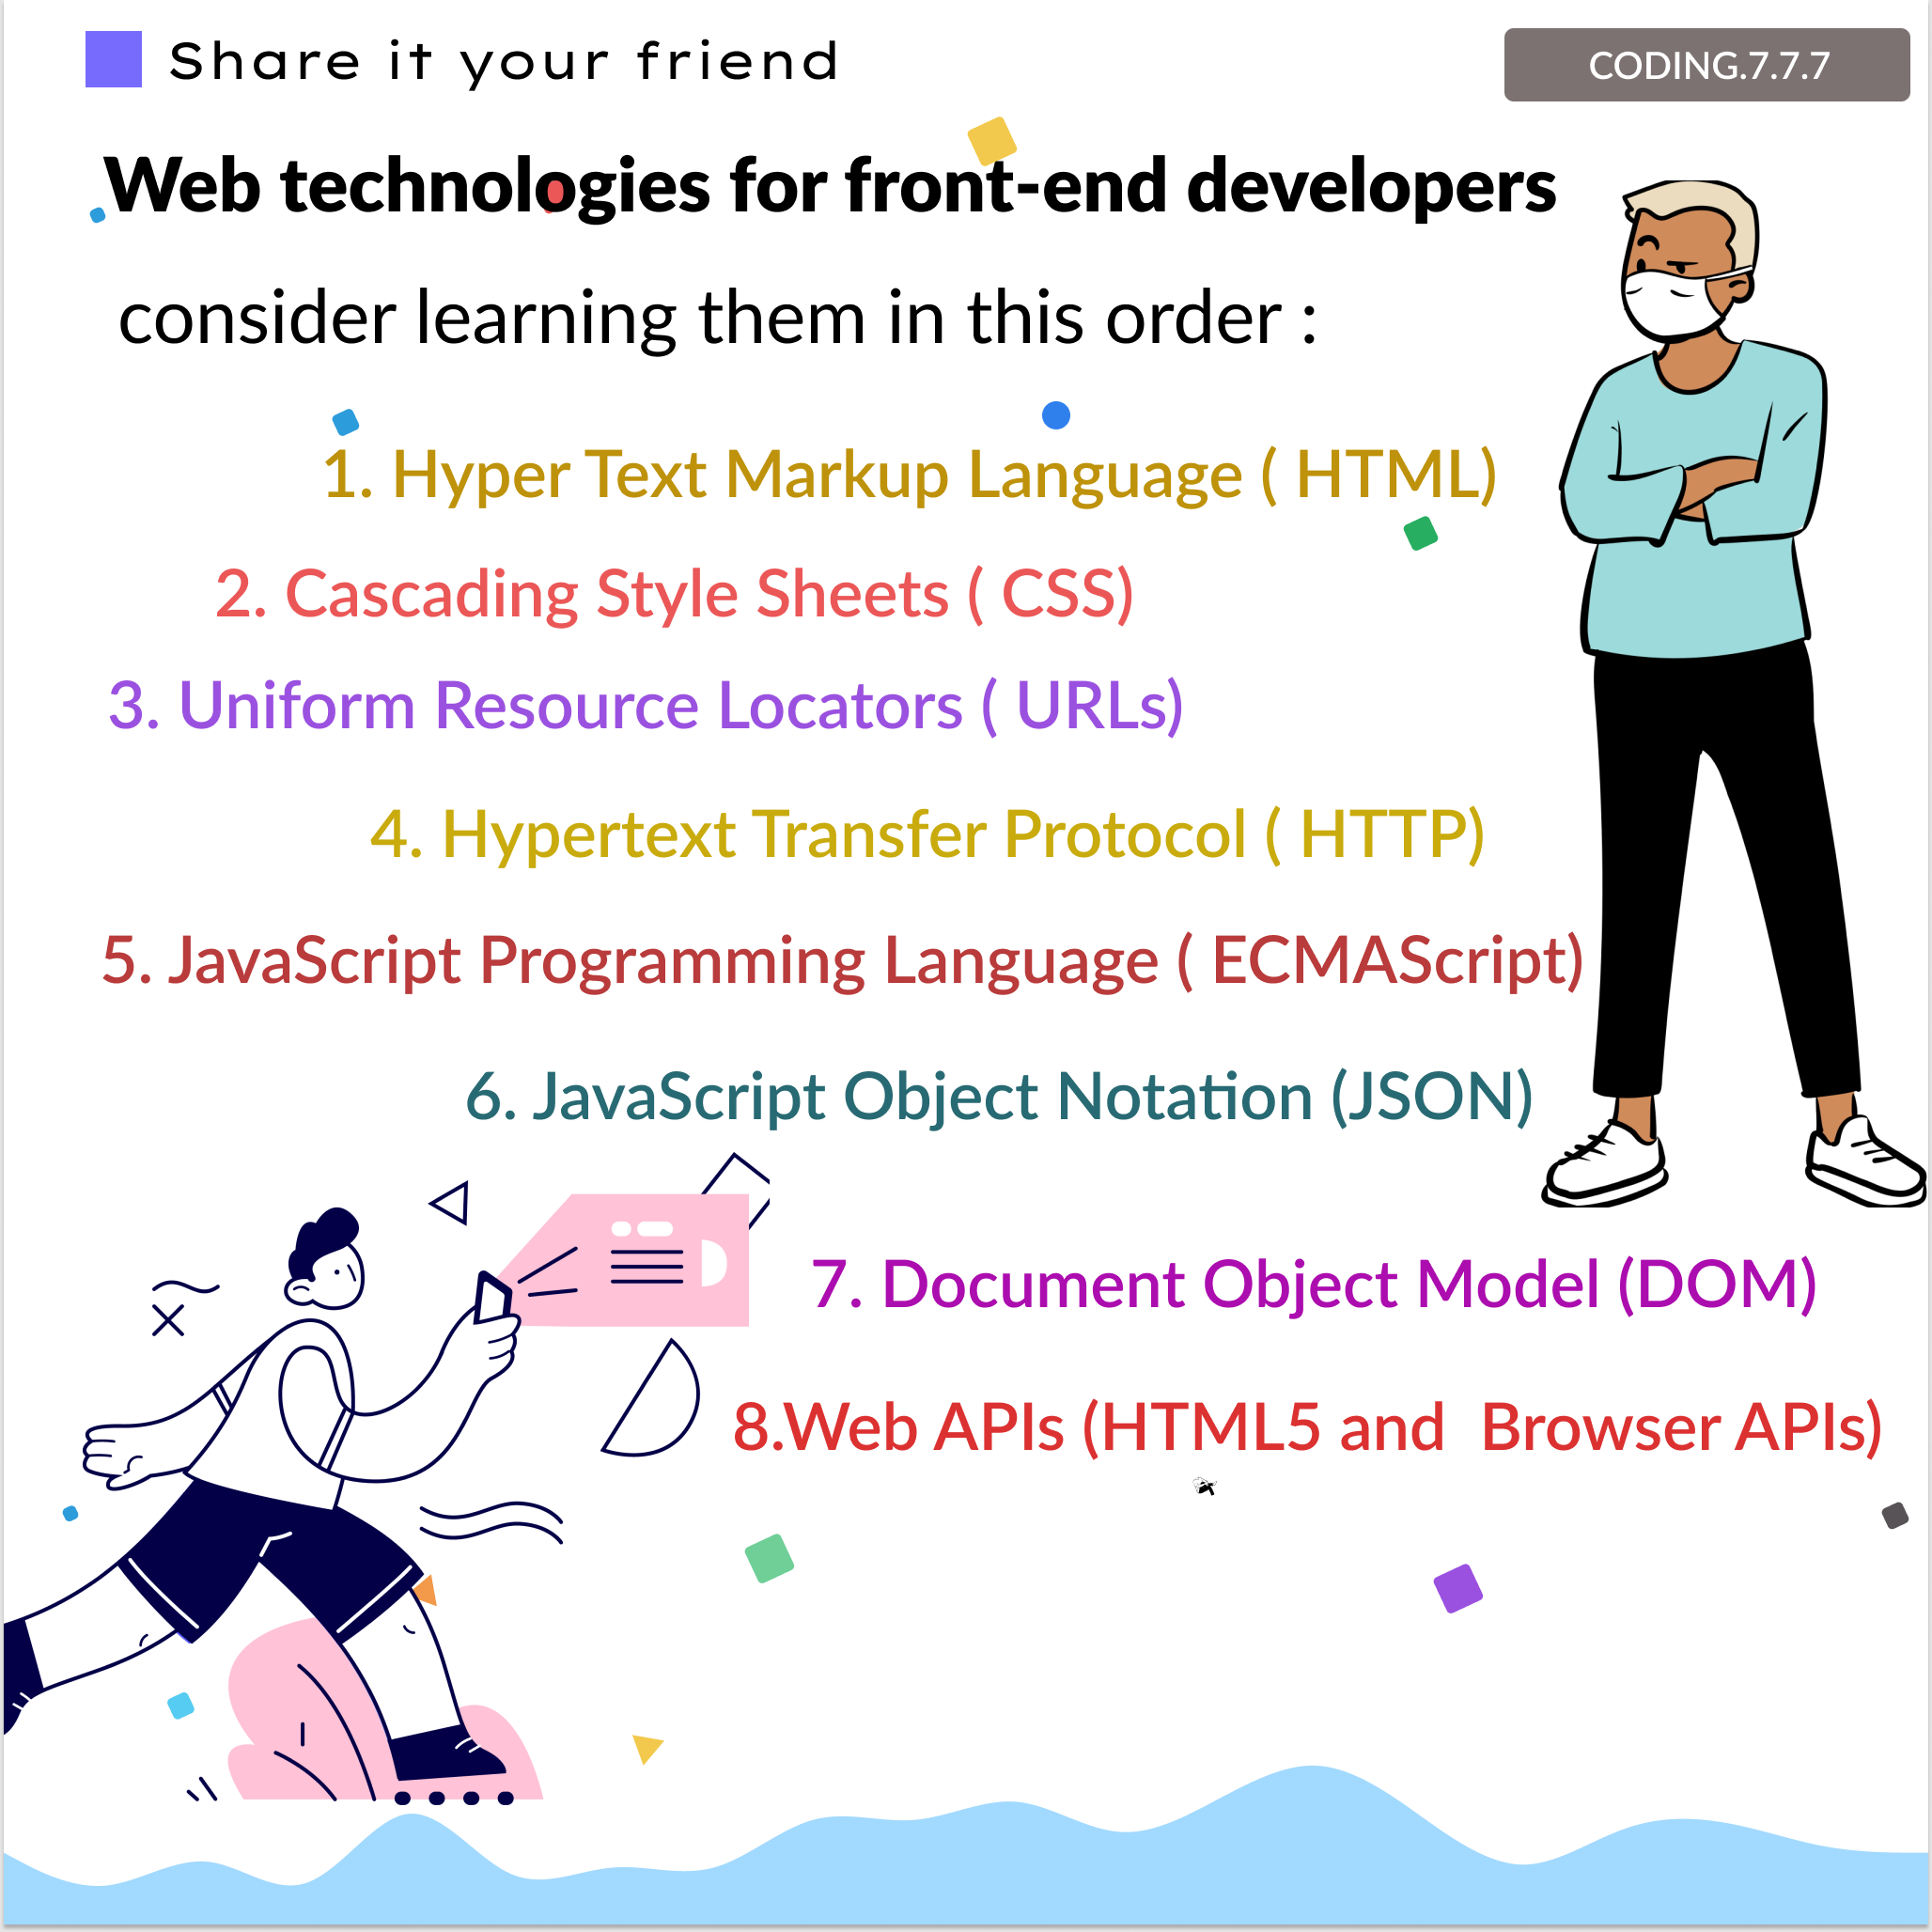 Share it your friend
CODING.7.7.7
Web technologies for front-end developers
consider learning them in this order :
1. Hyper Text Markup Language ( HTML)
2. Cascading Style Sheets ( CSS)
3. Uniform Resource Locators ( URLs)
4. Hypertext Transfer Protocol ( HTTP)
5. JavaScript Programming Language ( ECMAScript)
6. JavaScript Object Notation (JSON)
7. Document Object Model (DOM)
8.Web APIs (HTML5 and  Browser APIs)